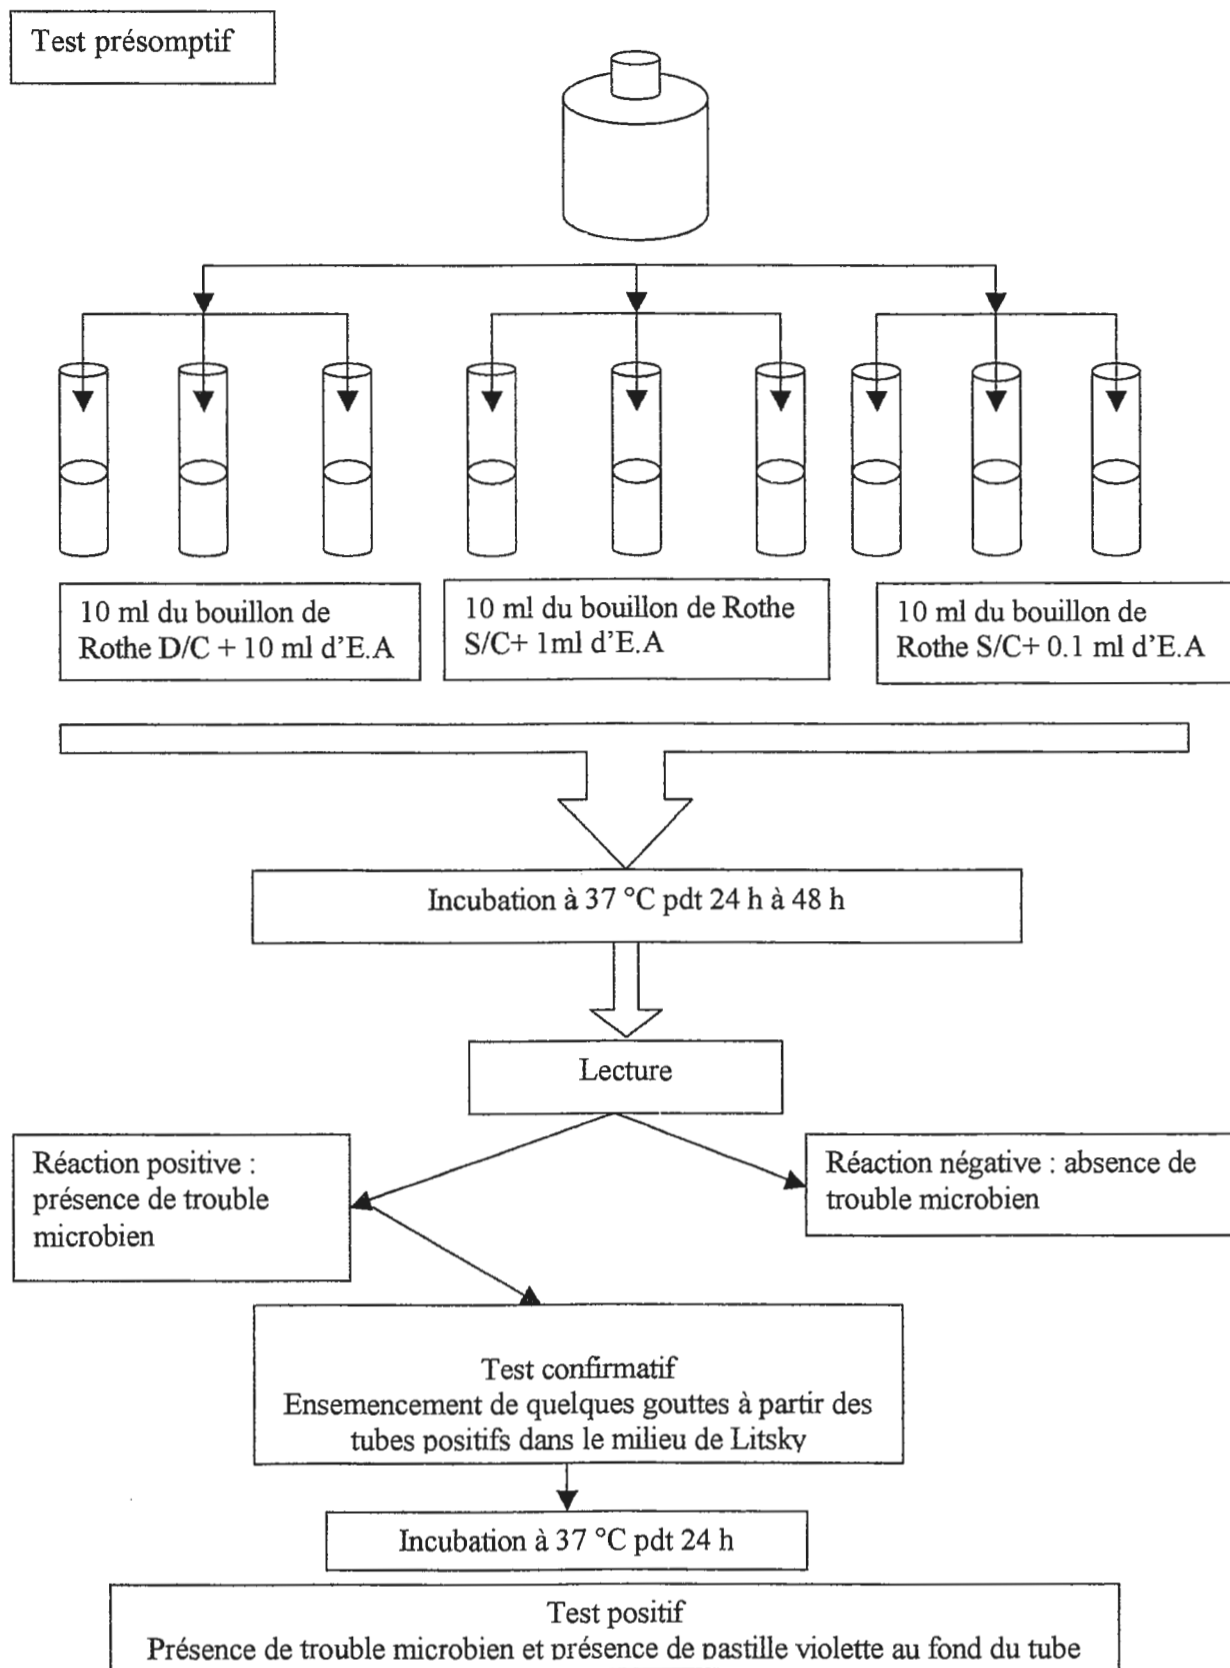 Test présomptif
10 ml du bouillon de
Rothe D/C + 10 ml d'E.A
10 ml du bouillon de Rothe
S/C+ 1ml d'E.A
10 ml du bouillon de
Rothe S/C+ 0.1 ml d'E.A
Incubation à 37 °C pdt 24 h à 48 h
Lecture
Réaction positive :
présence de trouble
microbien
Réaction négative : absence de
trouble microbien
Test confirmatif
Ensemencement de quelques gouttes à partir des
tubes positifs dans le milieu de Litsky
Incubation à 37 °C pdt 24 h
Test positif
Présence de trouble microbien et présence de pastille violette au fond du tube